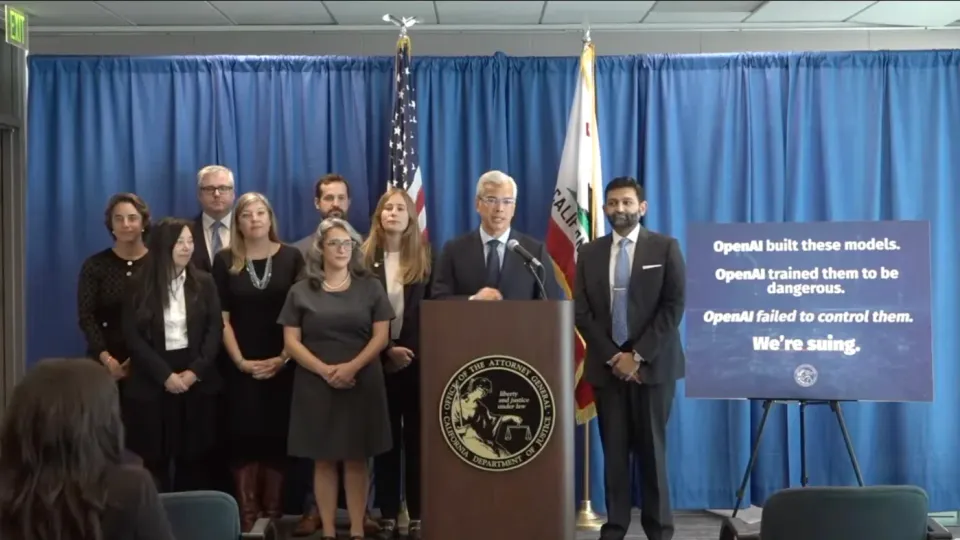 EXIT
CALIFO
OpenAI built these models.
OpenAI trained them to be
dangerous.
OpenAI failed to control them.
We're suing.
OFFICE OF THE ATTORNEY GENERAL
liberty
and justice
under law
CALIFORNIA DEPARTMENT OF JUSTICE